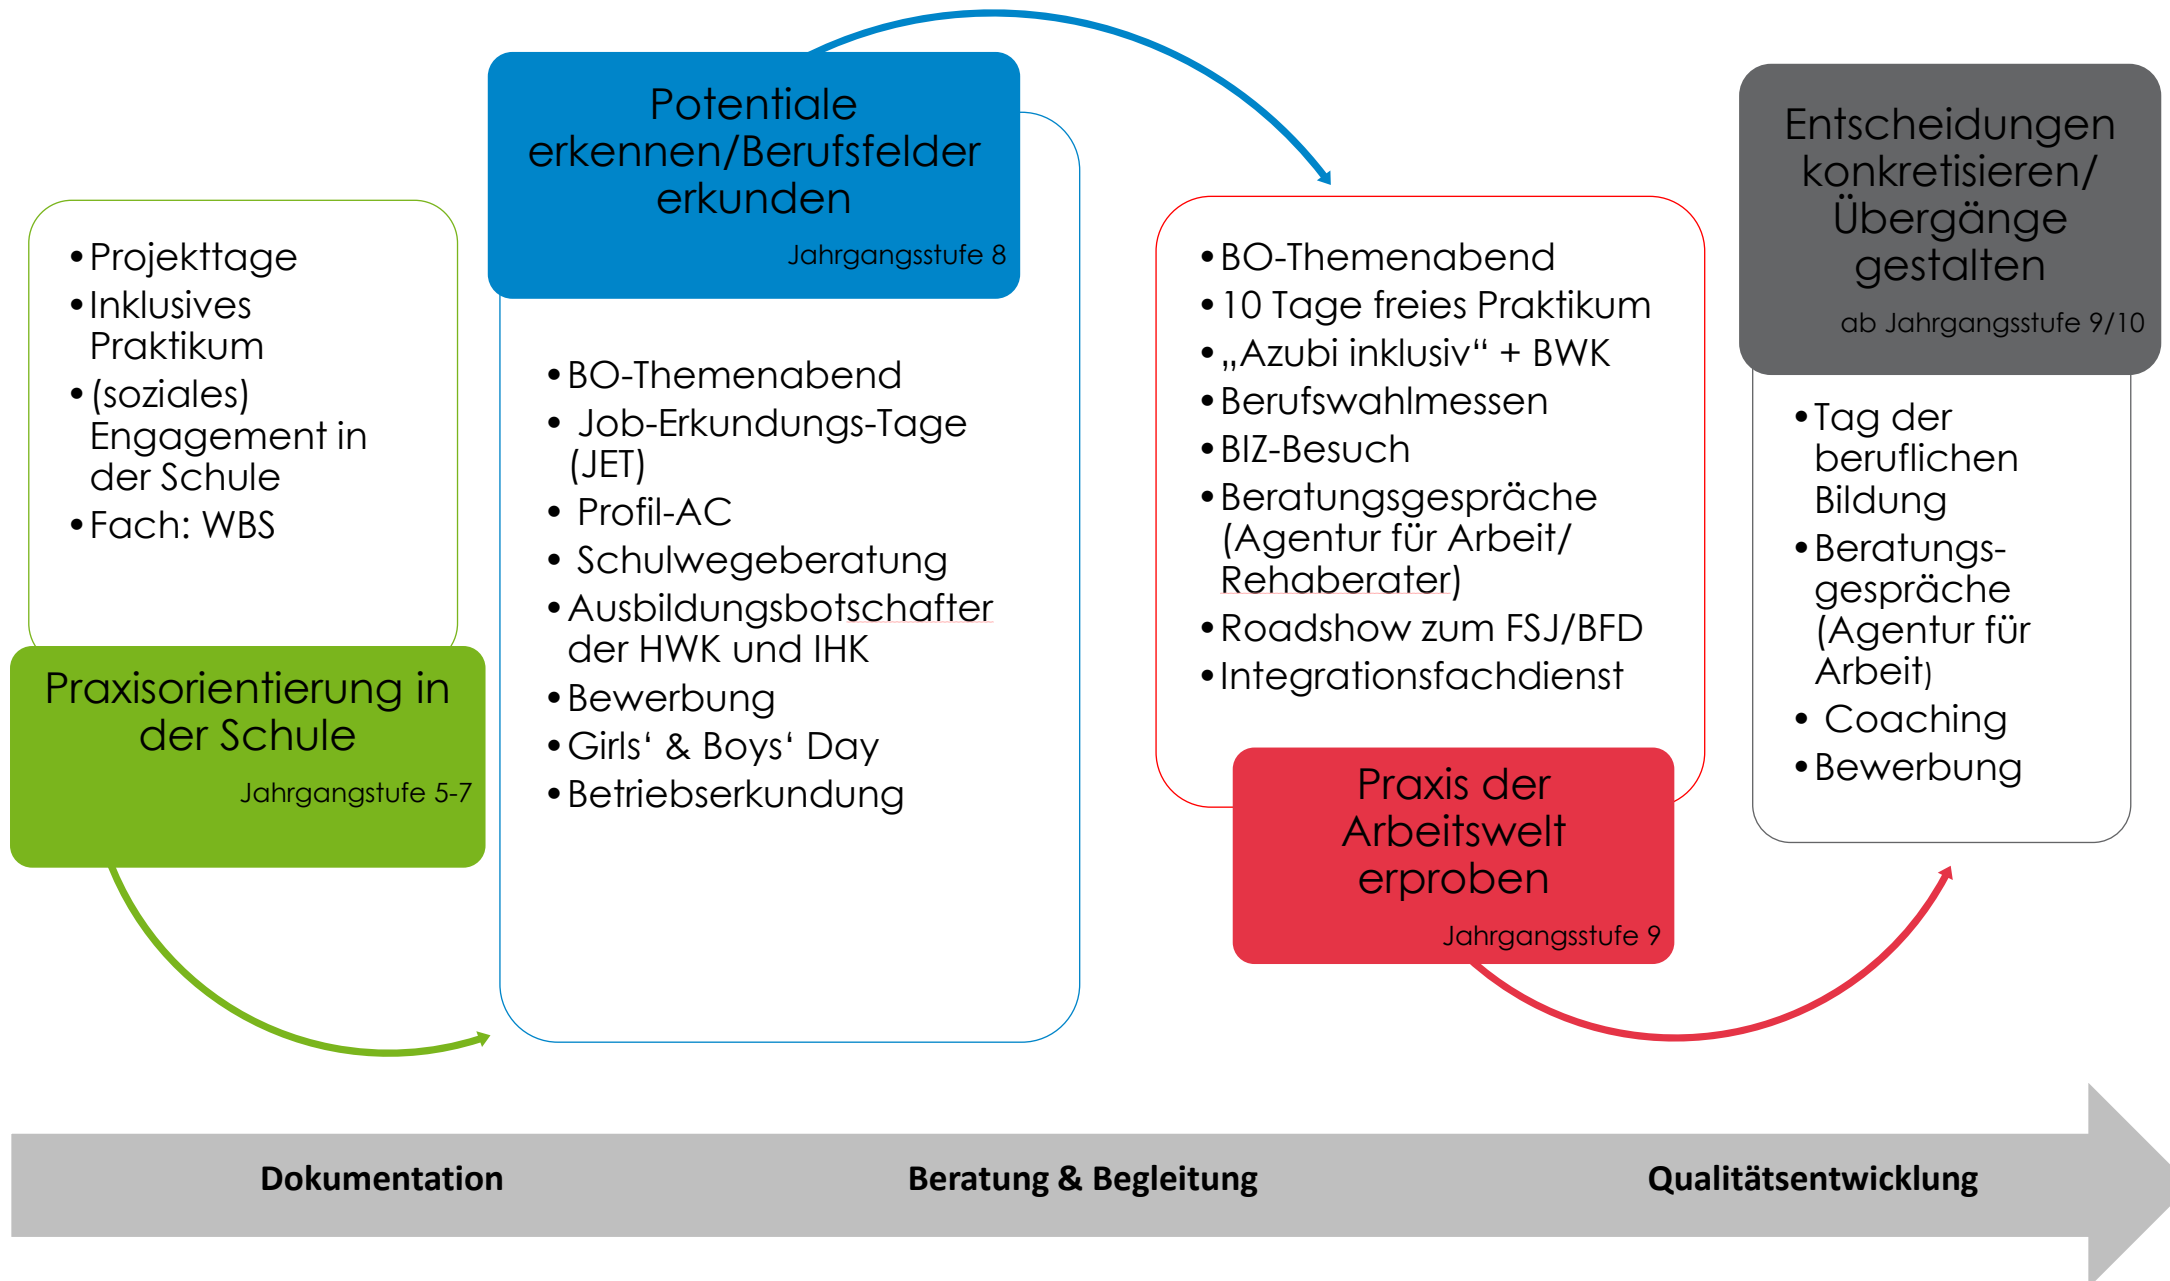 •Projekttage
•Inklusives
Praktikum
•(soziales)
Engagement in
der Schule
•Fach: WBS
Praxisorientierung in
der Schule
Jahrgangstufe 5-7
Potentiale
erkennen/Berufsfelder
erkunden
Jahrgangsstufe 8
•BO-Themenabend
• Job-Erkundungs-Tage
(JET)
• Profil-AC
• Schulwegeberatung
•Ausbildungsbotschafter
der HWK und IHK
•Bewerbung
•Girls‘ & Boys‘ Day
•Betriebserkundung
•BO-Themenabend
•10 Tage freies Praktikum
•„Azubi inklusiv“ + BWK
•Berufswahlmessen
•BIZ-Besuch
•Beratungsgespräche
(Agentur für Arbeit/
Rehaberater)
•Roadshow zum FSJ/BFD
•Integrationsfachdienst
Praxis der
Arbeitswelt
erproben
Jahrgangsstufe 9
Entscheidungen
konkretisieren/
Übergänge
gestalten
ab Jahrgangsstufe 9/10
•Tag der
beruflichen
Bildung
•Beratungs-
gespräche
(Agentur für
Arbeit)
• Coaching
•Bewerbung
Dokumentation
Beratung & Begleitung
Qualitätsentwicklung